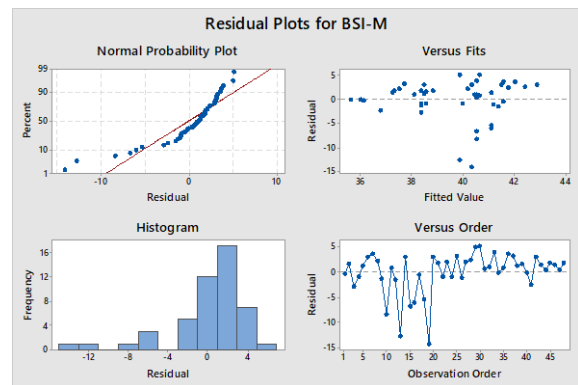 Residual Plots for BSI-M
Normal Probability Plot
99
90
50
10
1
Percent
-10
0
10
Residual
Versus Fits
5
0
-5
-10
-15
Residual
36
38
40
42
44
Fitted Value
Histogram
16
12
8
4
0
Frequency
-12
-8
-4
0
4
Residual
Versus Order
5
0
-5
-10
-15
Residual
1 5 10 15 20 25 30 35 40 45
Observation Order